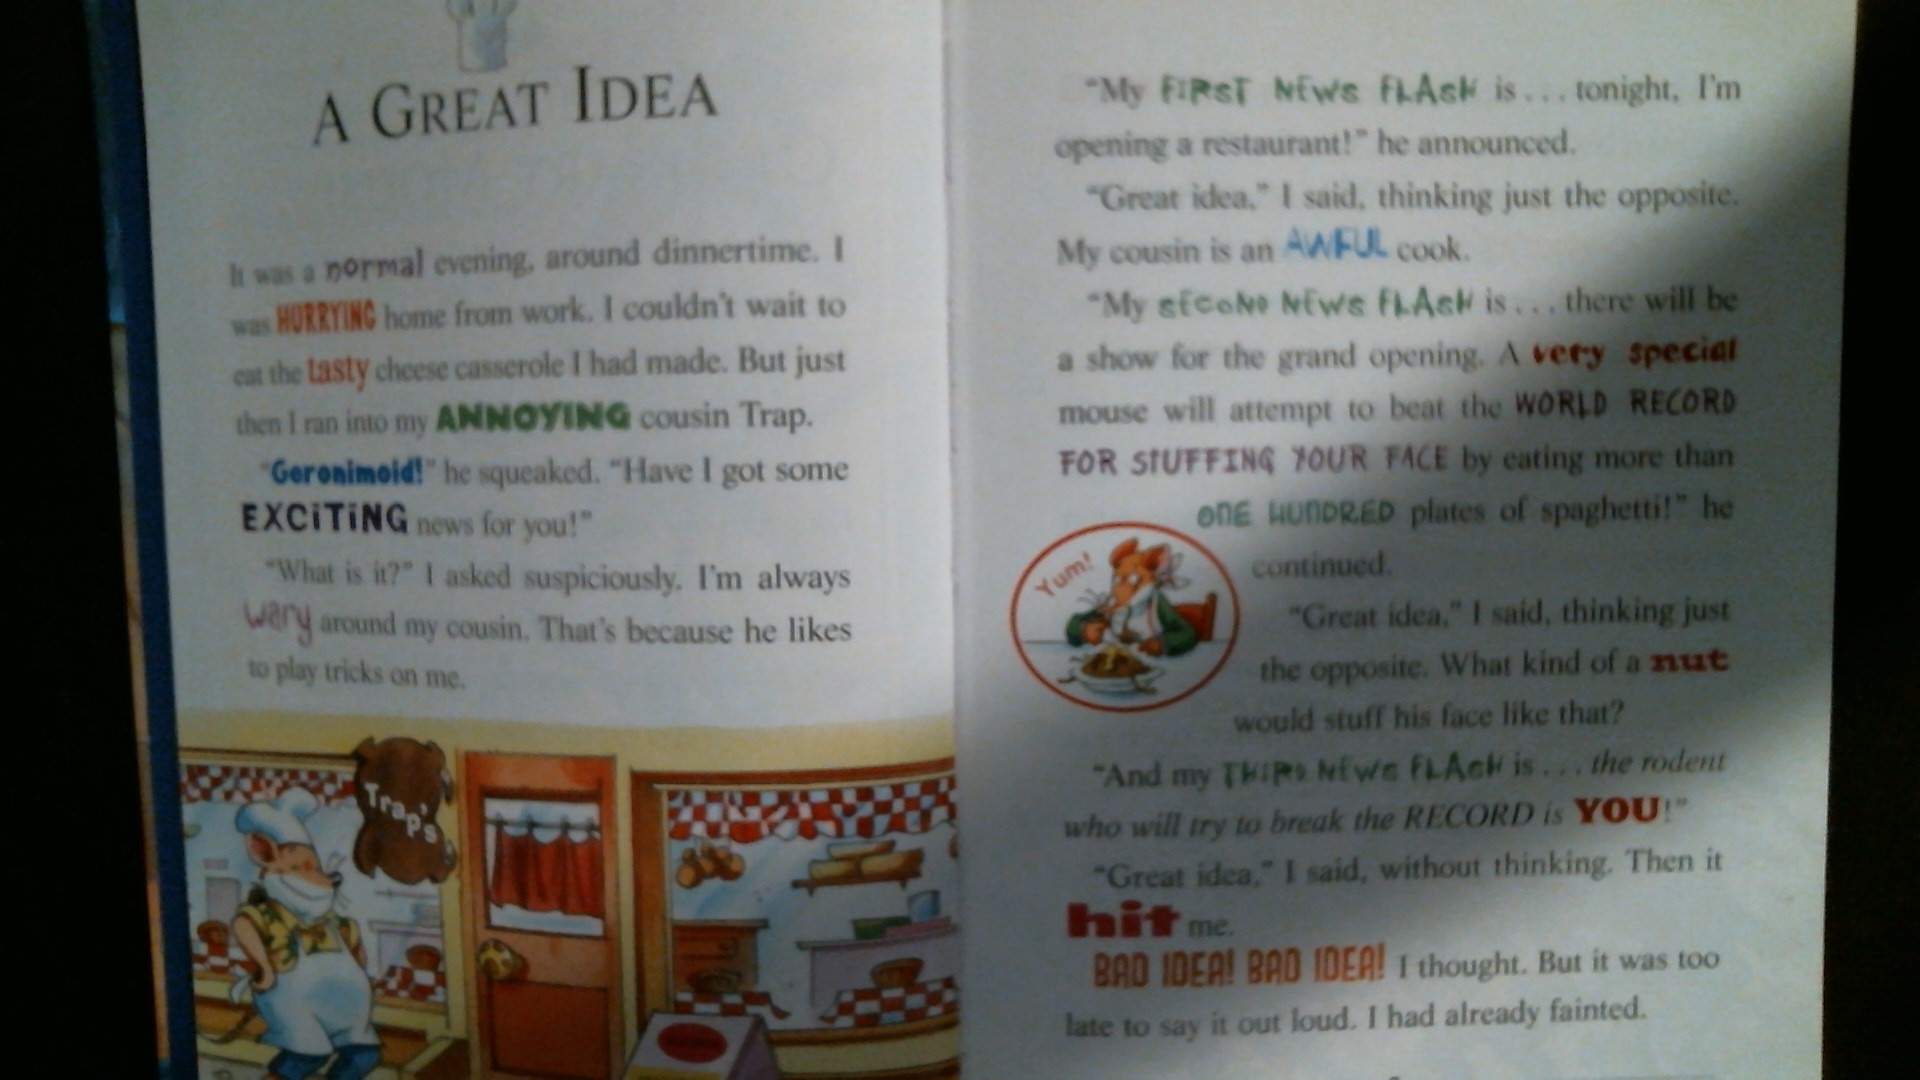 A GREAT IDEA
It was a normal evening, around dinnertime. I
was HURRYING home from work. I couldn't wait to
eat the tasty cheese casserole I had made. But just
then I ran into my ANNOYING cousin Trap.
"Geronimoid!" he squeaked. "Have I got some
EXCITING news for you!"
"What is it?" I asked suspiciously. I'm always
wary around my cousin. That's because he likes
to play tricks on me.
Trap's
"My FIRST NEWS FLASH is... tonight, I'm
opening a restaurant!" he announced.
"Great idea," I said, thinking just the opposite.
My cousin is an AWFUL cook.
"My SECOND NEWS FLASH is... there will be
a show for the grand opening. A very special
mouse will attempt to beat the WORLD RECORD
FOR STUFFING YOUR FACE by eating more than
ONE HUNDRED plates of spaghetti!" he
continued.
Yum!
"Great idea," I said, thinking just
the opposite. What kind of a nut
would stuff his face like that?
"And my THIRD NEWS FLASH is... the rodent
who will try to break the RECORD is YOU!"
"Great idea," I said, without thinking. Then it
hit me.
BAD IDEA! BAD IDEA! I thought. But it was too
late to say it out loud. I had already fainted.